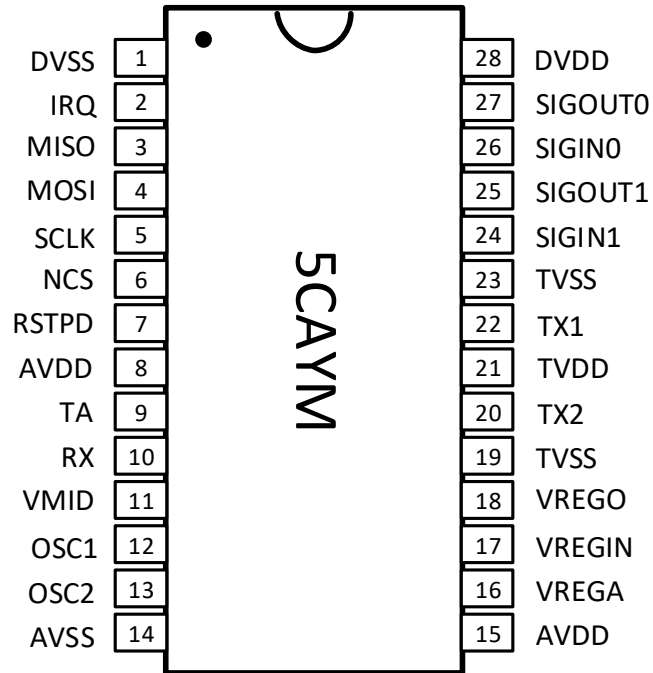 DVSS 1 28 DVDD
IRQ 2 27 SIGOUT0
MISO 3 26 SIGIN0
MOSI 4 25 SIGOUT1
SCLK 5 24 SIGIN1
NCS 6 23 TVSS
RSTPD 7 22 TX1
AVDD 8 21 TVDD
TA 9 20 TX2
RX 10 19 TVSS
VMID 11 18 VREGO
OSC1 12 17 VREGIN
OSC2 13 16 VREGA
AVSS 14 15 AVDD
5CAYM